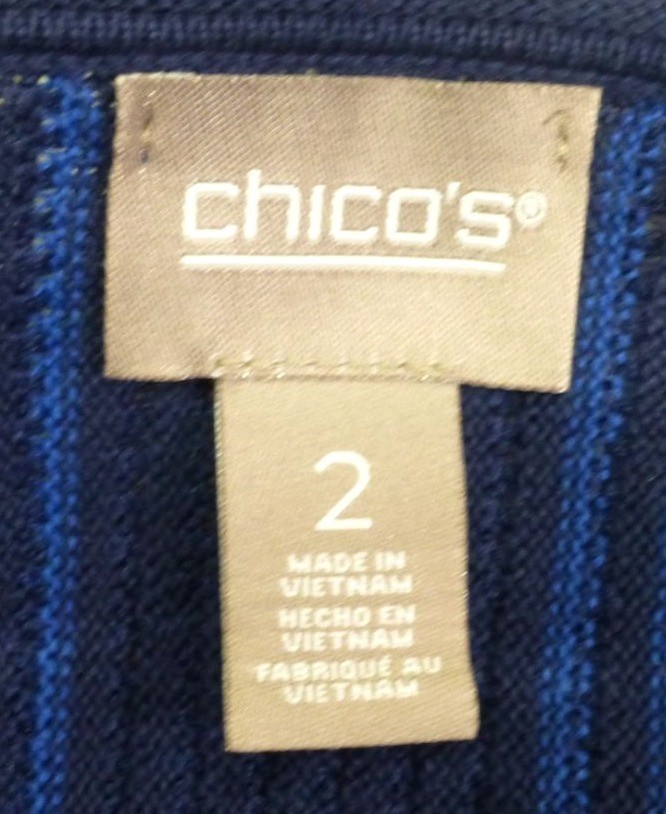 chico's®
2
MADE IN
VIETNAM
HECHO EN
VIETNAM
FABRIQUÉ AU
VIETNAM